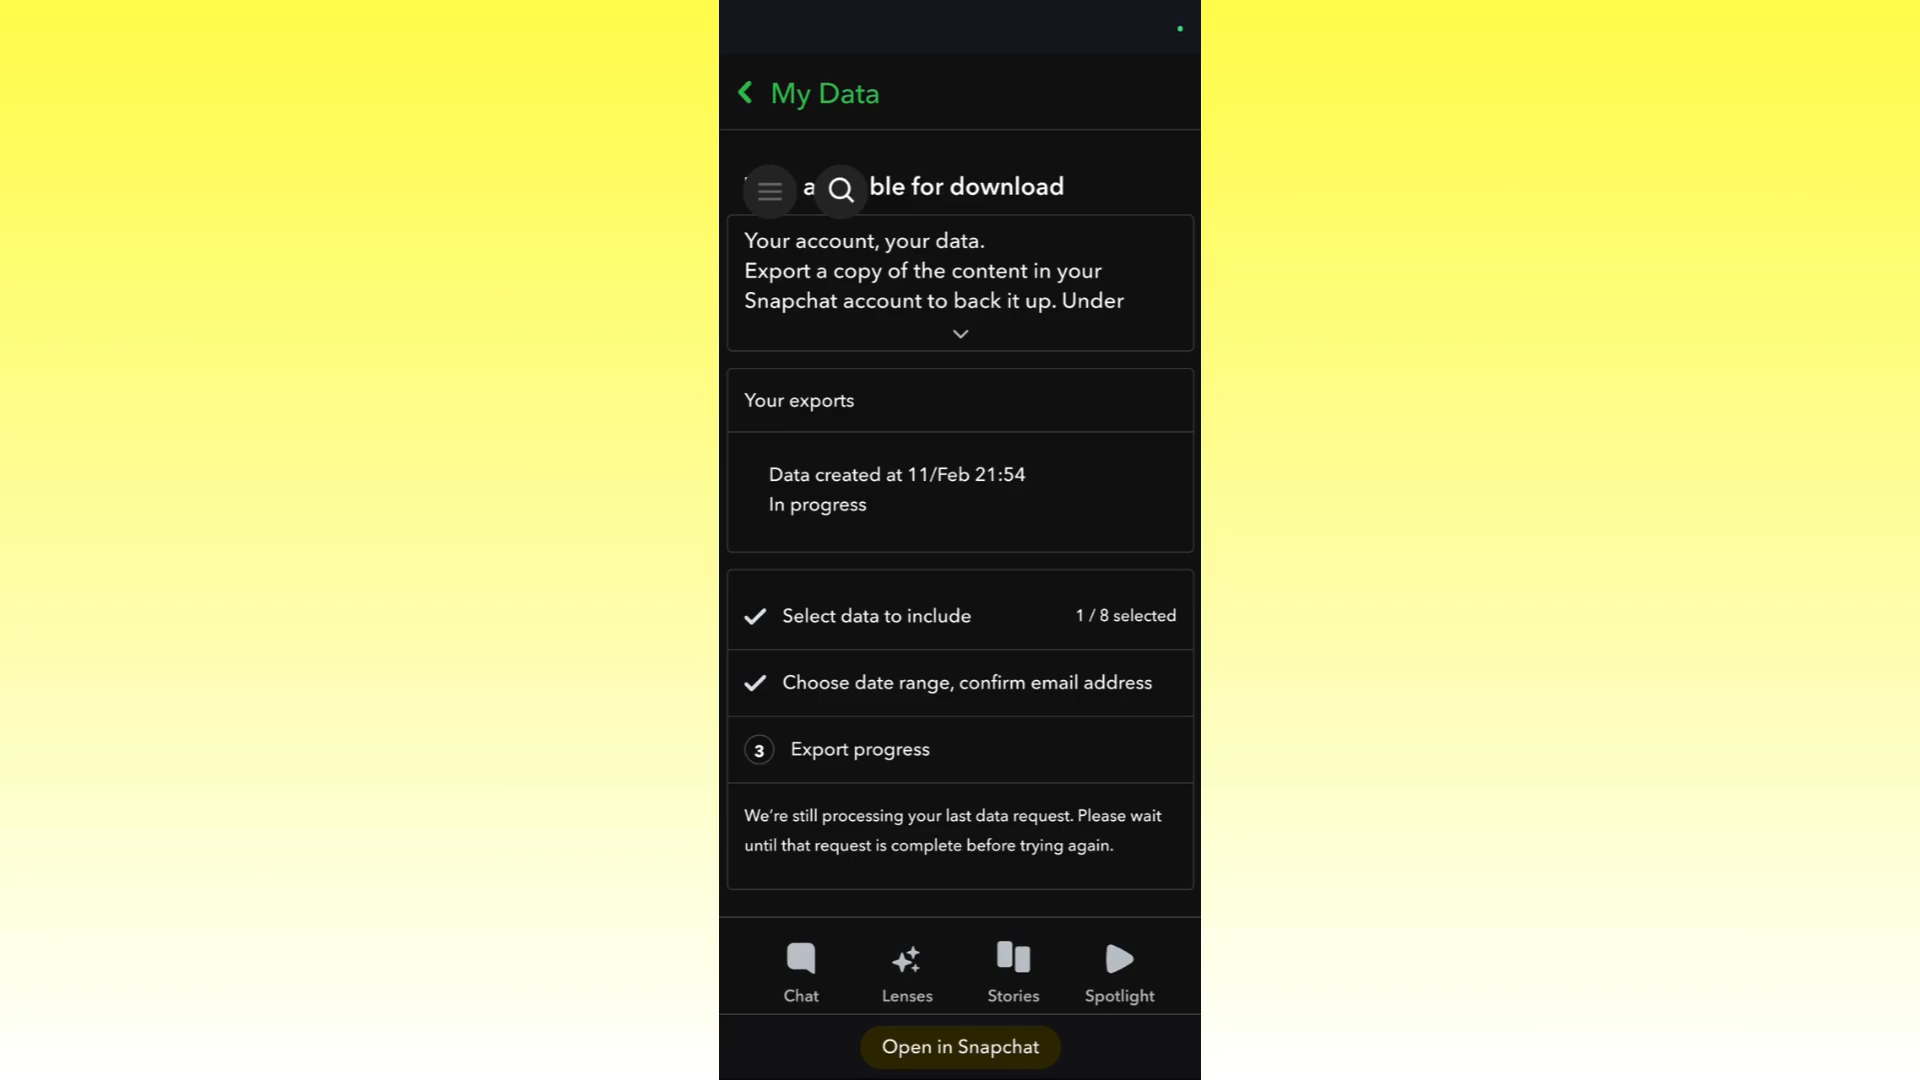 My Data
a ble for download
Your account, your data.
Export a copy of the content in your
Snapchat account to back it up. Under
Your exports
Data created at 11/Feb 21:54
In progress
Select data to include 1 / 8 selected
Choose date range, confirm email address
3 Export progress
We're still processing your last data request. Please wait
until that request is complete before trying again.
Chat Lenses Stories Spotlight
Open in Snapchat